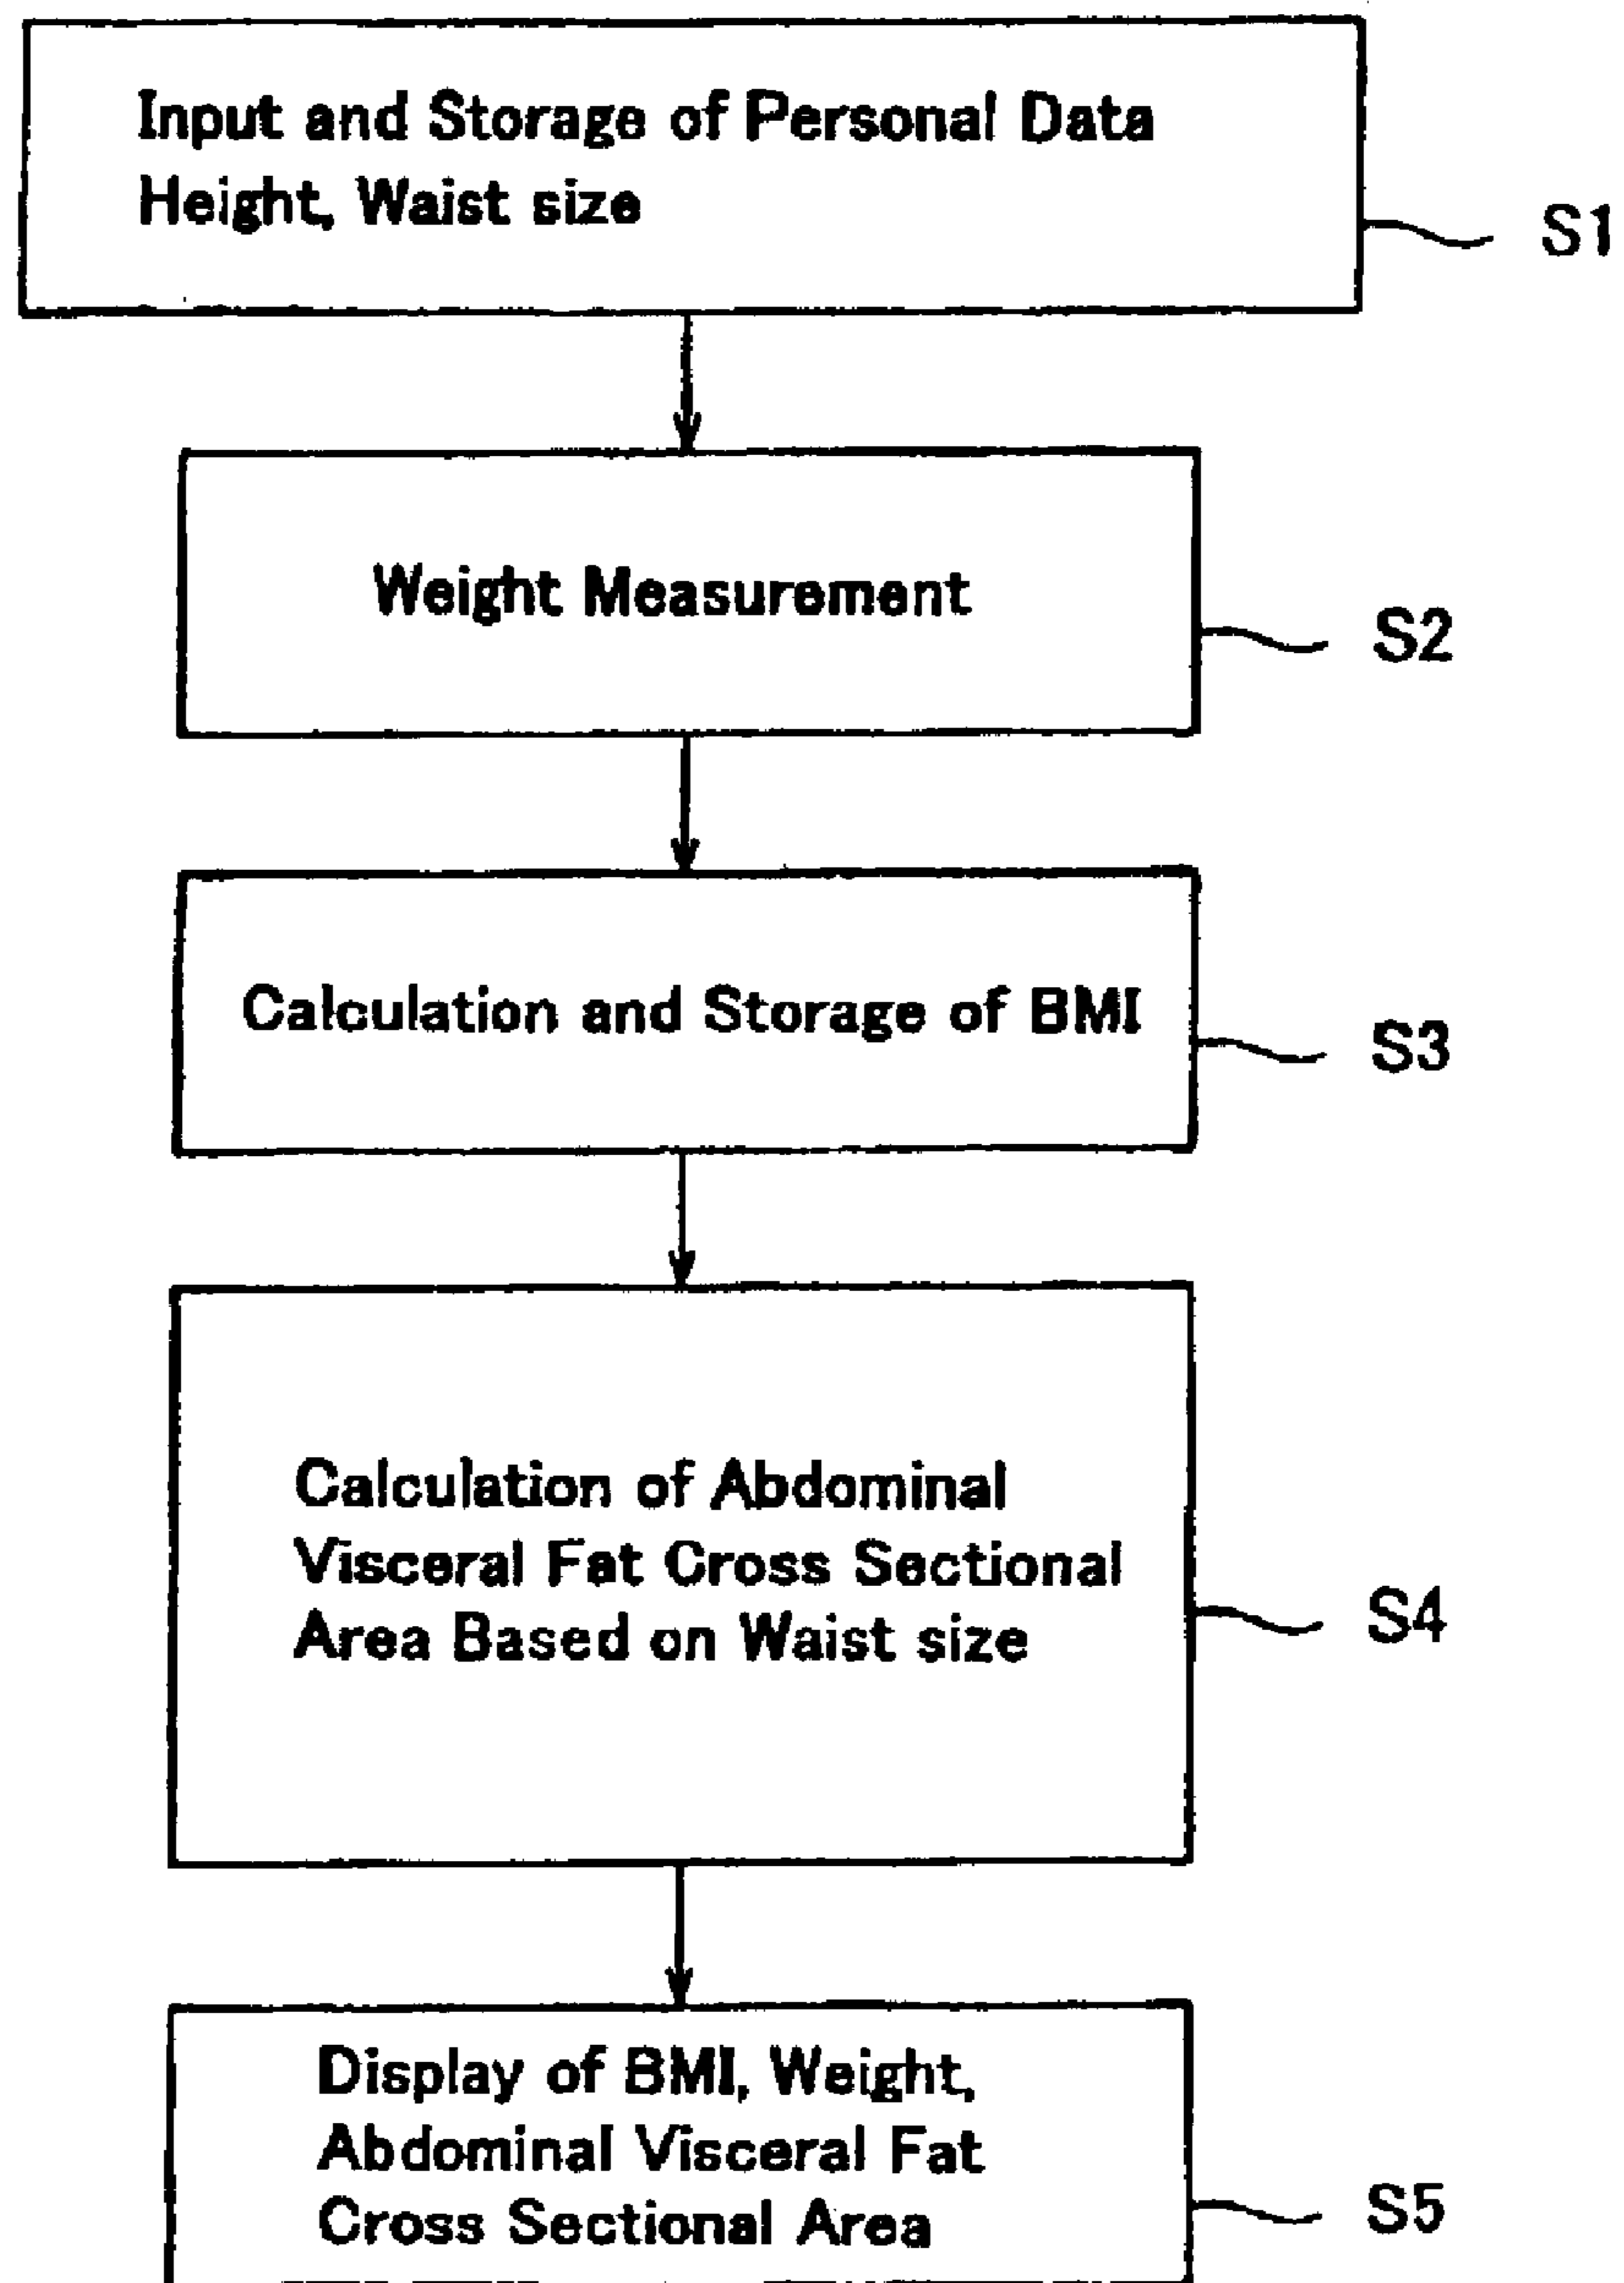 Input and Storage of Personal Data
Height, Waist size
S1
Weight Measurement
S2
Calculation and Storage of BMI
S3
Calculation of Abdominal
Visceral Fat Cross Sectional
Area Based on Waist size
S4
Display of BMI, Weight,
Abdominal Visceral Fat
Cross Sectional Area
S5